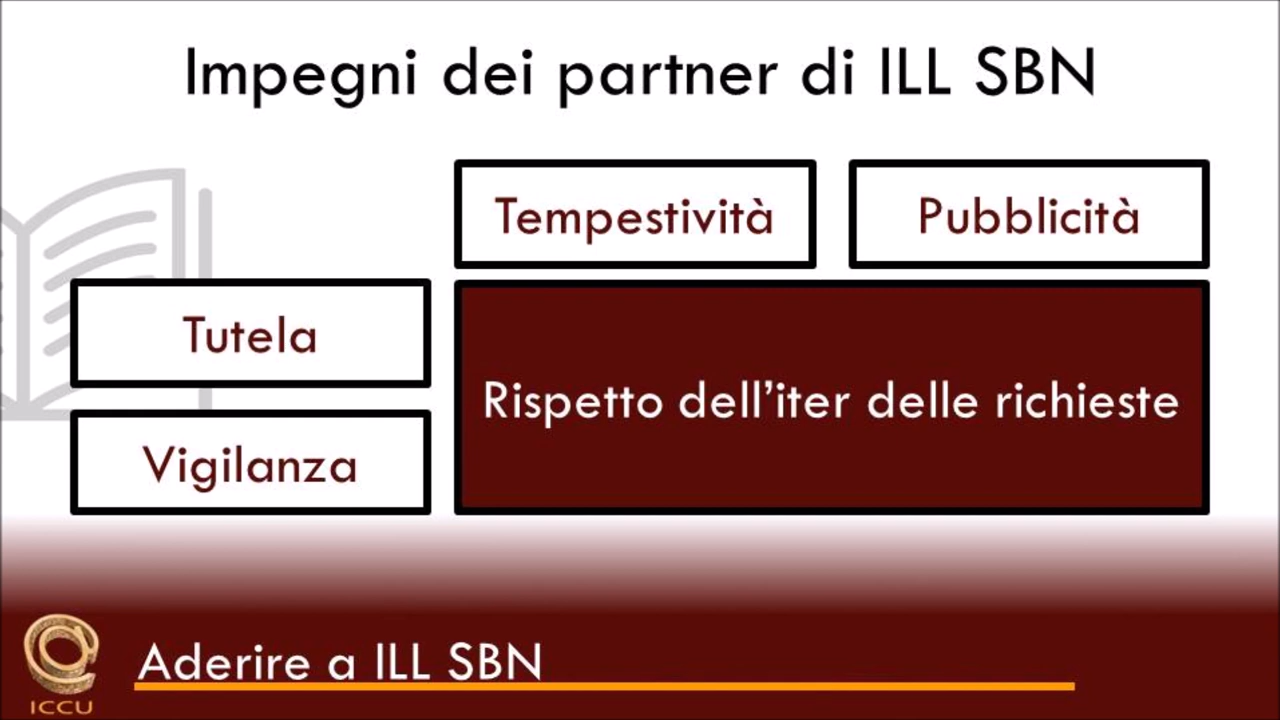 Impegni dei partner di ILL SBN
Tempestività
Pubblicità
Tutela
Rispetto dell’iter delle richieste
Vigilanza
Aderire a ILL SBN
ICCU